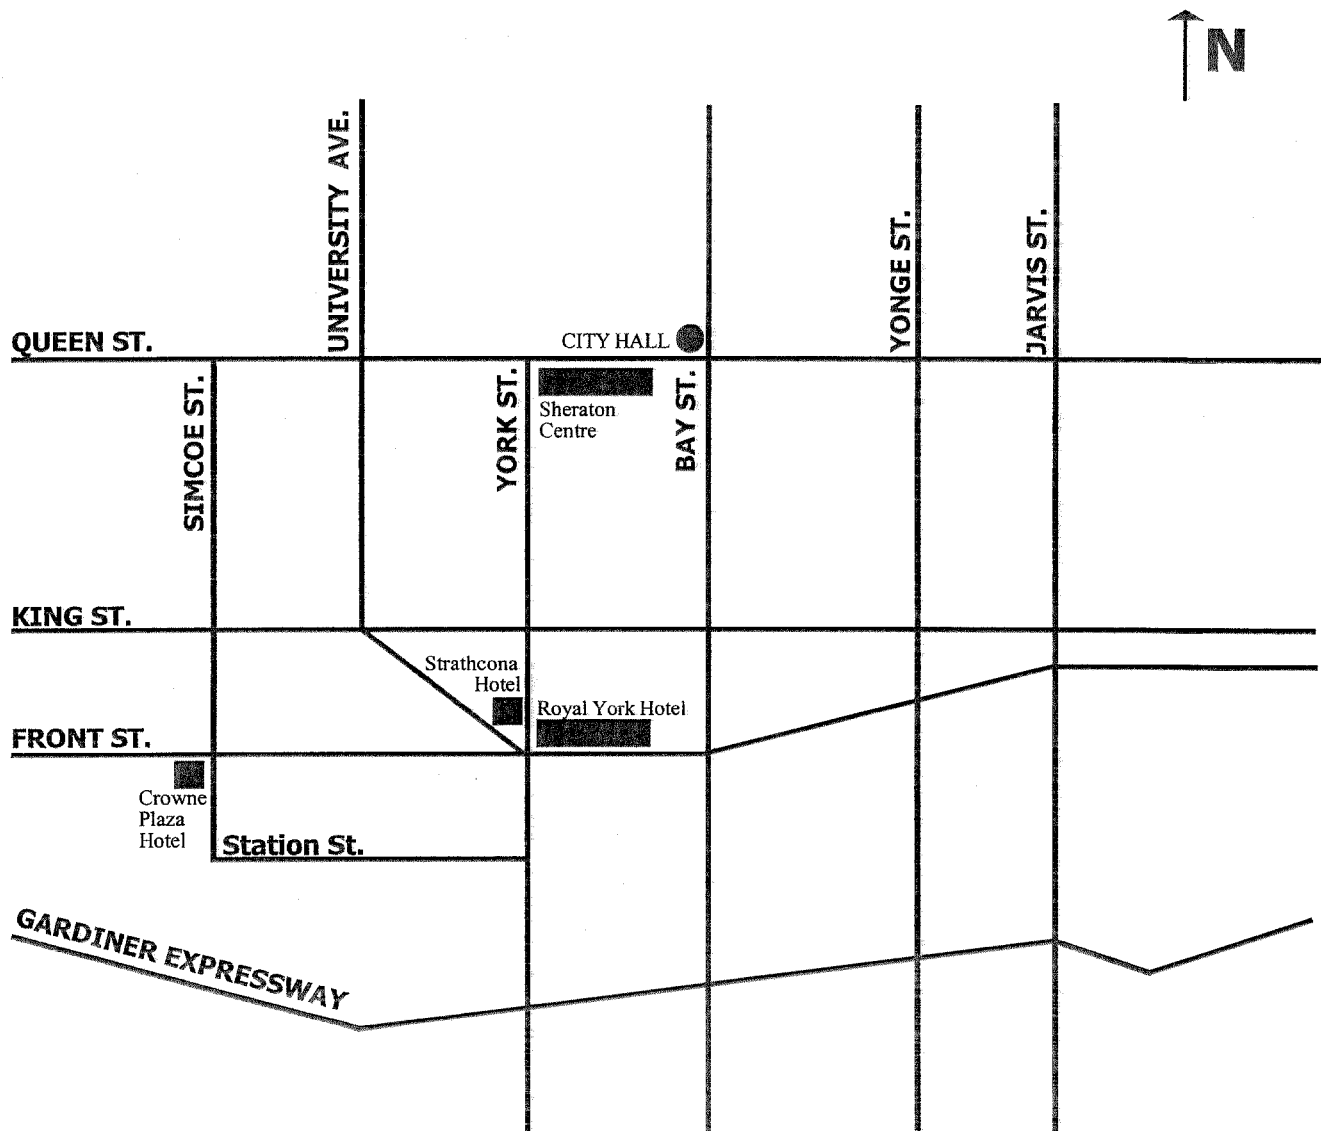 N
UNIVERSITY AVE.
YONGE ST.
JARVIS ST.
QUEEN ST.
CITY HALL
SIMCOE ST.
YORK ST.
Sheraton
Centre
BAY ST.
KING ST.
Strathcona
Hotel
Royal York Hotel
FRONT ST.
Crowne
Plaza
Hotel
Station St.
GARDINER EXPRESSWAY